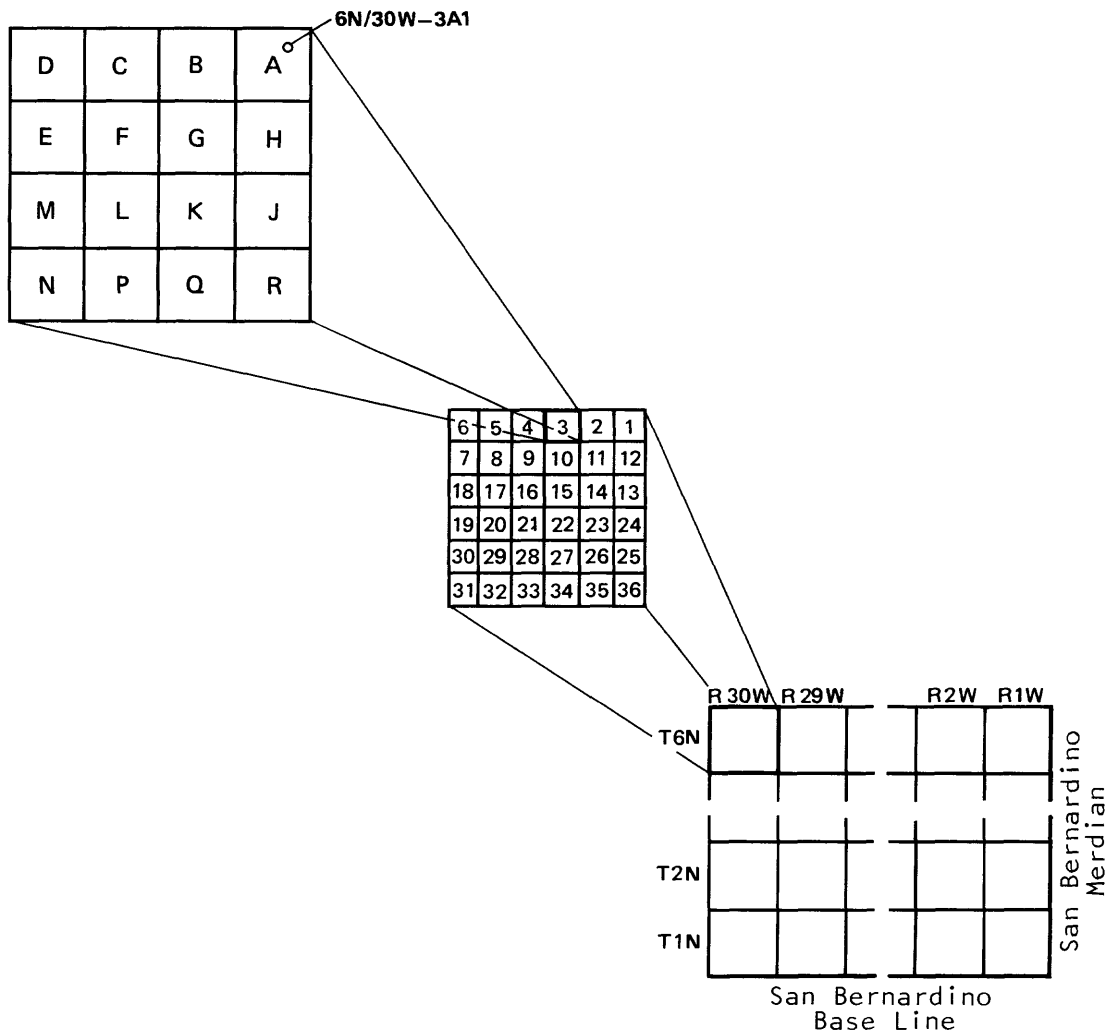 6N/30W–3A1
D C B A
E F G H
M L K J
N P Q R
6 5 4 3 2 1
7 8 9 10 11 12
18 17 16 15 14 13
19 20 21 22 23 24
30 29 28 27 26 25
31 32 33 34 35 36
R 30W R 29W R2W R1W
T6N
T2N
T1N
San Bernardino
Merdian
San Bernardino
Base Line